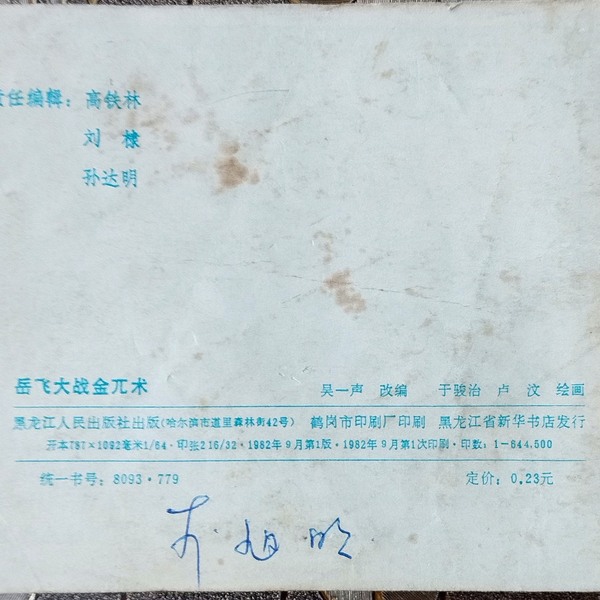 责任编辑：高铁林
刘棣
孙达明
岳飞大战金兀术
吴一声 改编 于骏治 卢汶 绘画
黑龙江人民出版社出版(哈尔滨市道里森林街42号) 鹤岗市印刷厂印刷 黑龙江省新华书店发行
开本787×1092毫米1/64·印张2 16/32·1982年9月第1版·1982年9月第1次印刷·印数：1—644,500
统一书号：8093·779 定价：0.23元
旭明